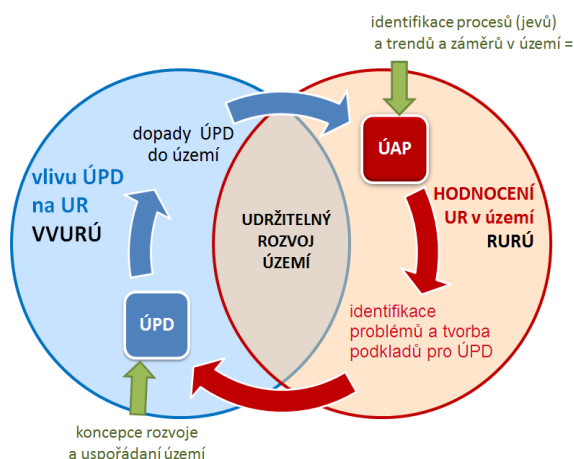 identifikace procesů (jevů)
a trendů a záměrů v území =
dopady ÚPD
do území
ÚAP
vlivu ÚPD
na UR
VVURÚ
HODNOCENÍ
UR v území
RURÚ
UDRŽITELNÝ
ROZVOJ
ÚZEMÍ
ÚPD
identifikace
problémů a tvorba
podkladů pro ÚPD
koncepce rozvoje
a uspořádaní území